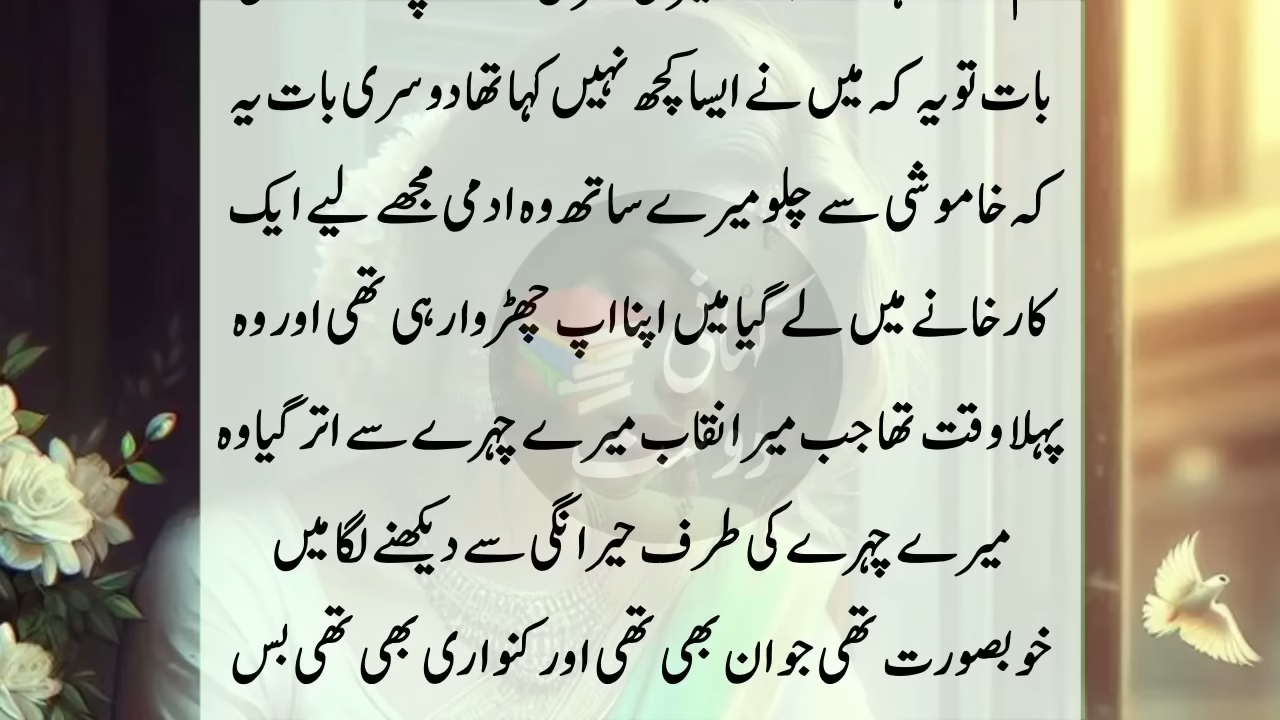 بات تو یہ کہ میں نے ایسا کچھ نہیں کہا تھا دوسری بات یہ
کہ خاموشی سے چلو میرے ساتھ وہ ادمی مجھے لیے ایک
کارخانے میں لے گیا میں اپنا اپ چھڑوا رہی تھی اور وہ
پہلا وقت تھا جب میرا نقاب میرے چہرے سے اتر گیا وہ
میرے چہرے کی طرف حیرانگی سے دیکھنے لگا میں
خوبصورت تھی جوان بھی تھی اور کنواری بھی تھی بس
کہانی